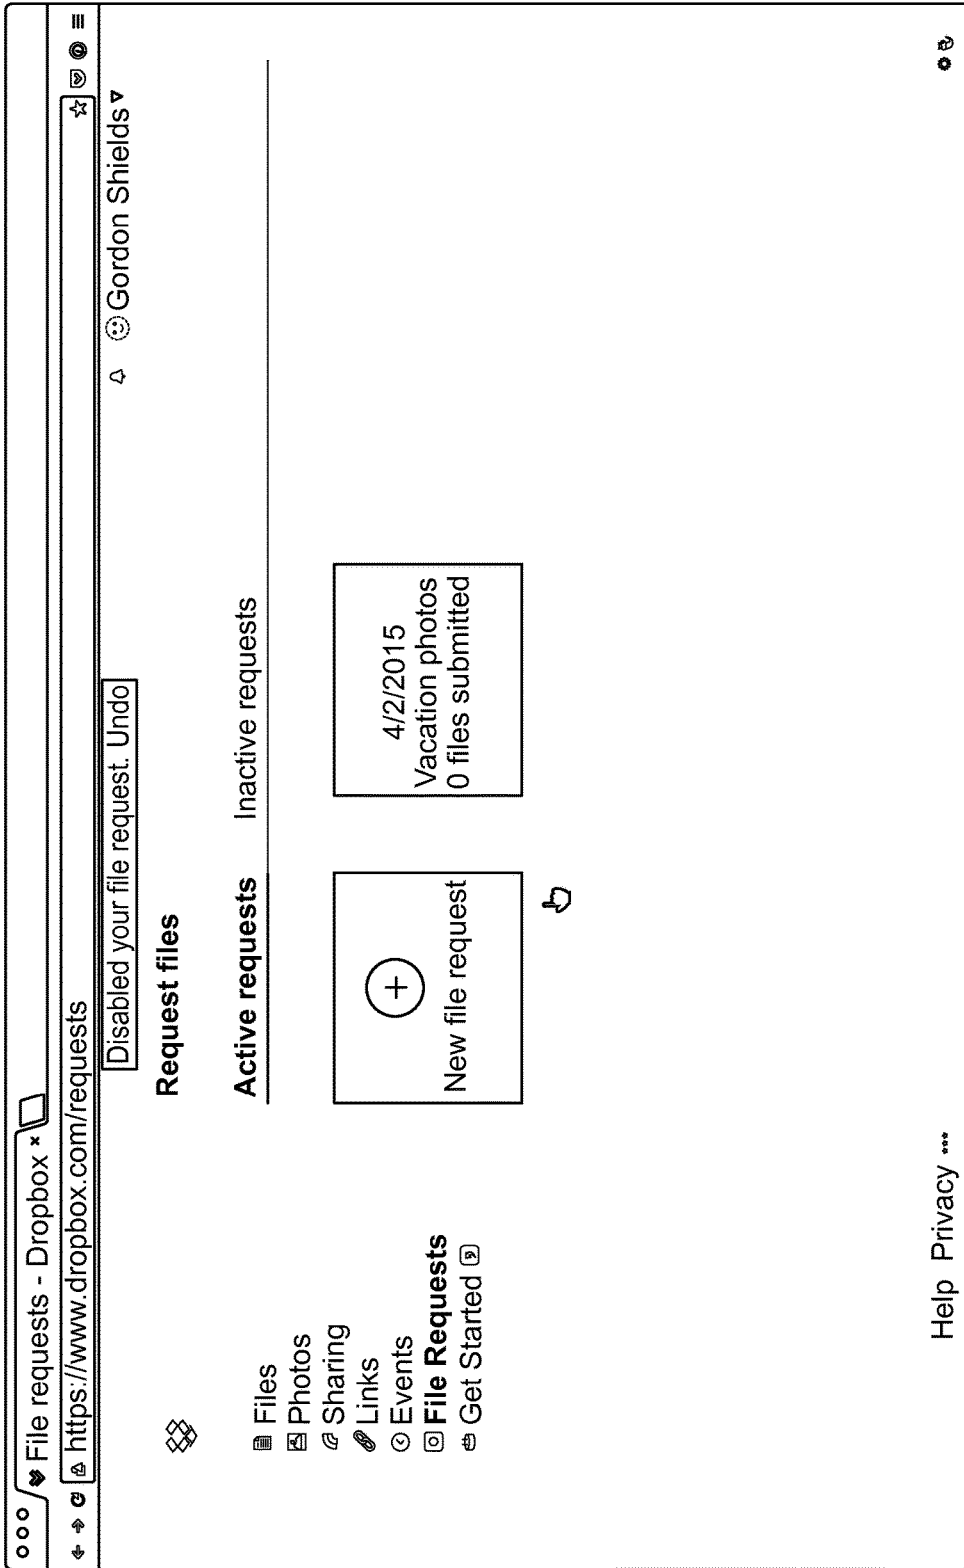 File requests - Dropbox
https://www.dropbox.com/requests
Disabled your file request. Undo
Gordon Shields
Request files
Active requests
Inactive requests
Files
Photos
Sharing
Links
Events
File Requests
Get Started
New file request
4/2/2015
Vacation photos
0 files submitted
Help Privacy